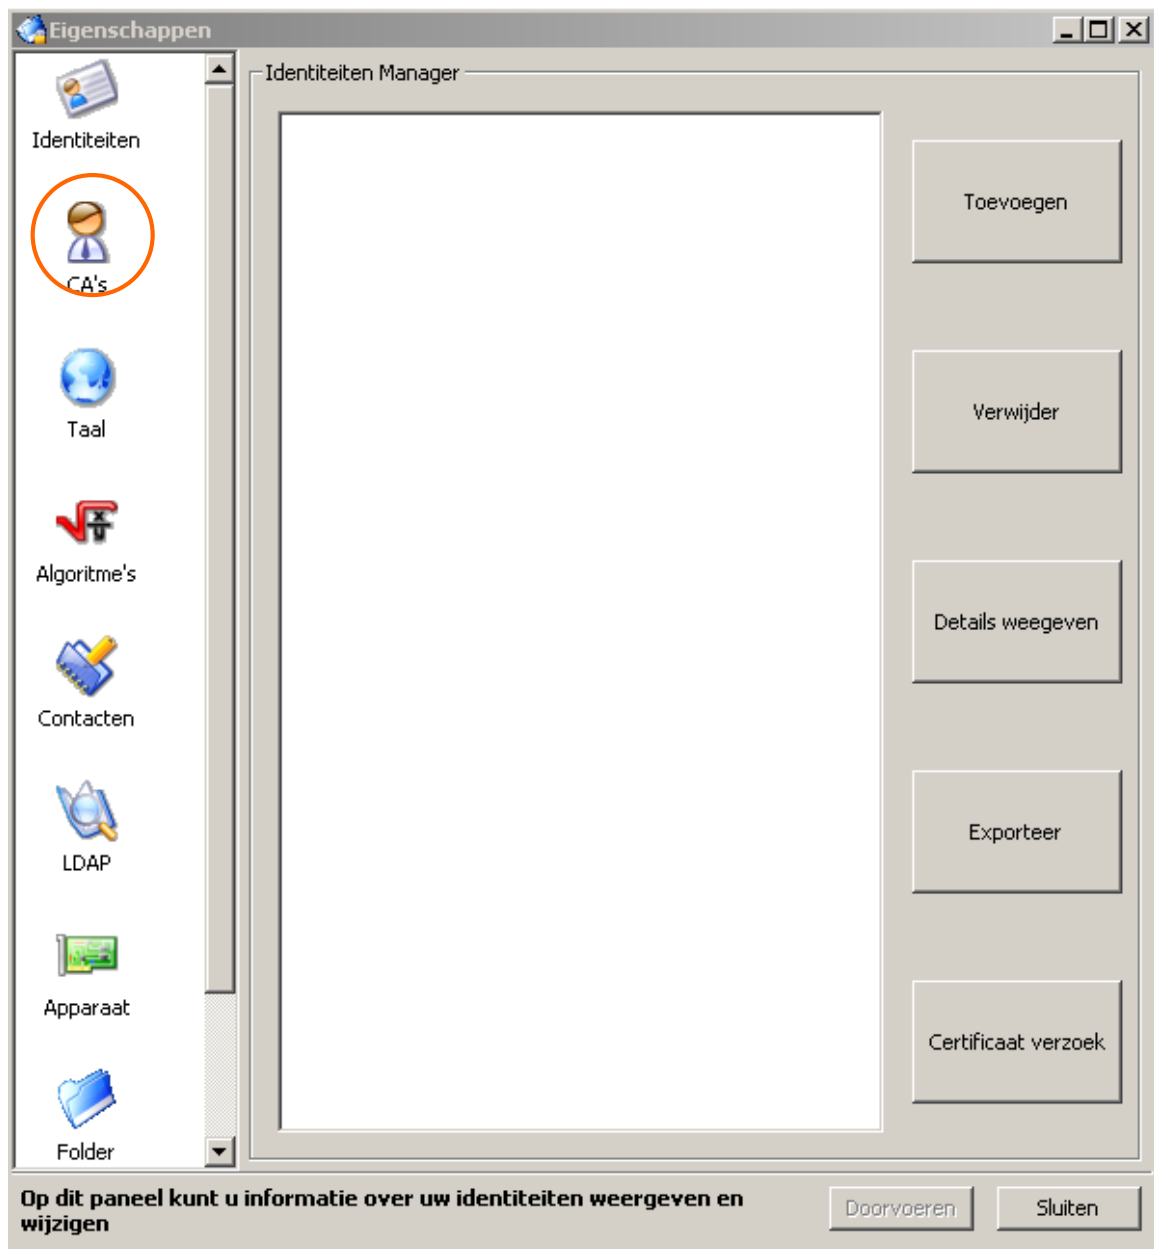 Eigenschappen
Identiteiten
CA's
Taal
Algoritme's
Contacten
LDAP
Apparaat
Folder
Identiteiten Manager
Toevoegen
Verwijder
Details weegeven
Exporteer
Certificaat verzoek
Op dit paneel kunt u informatie over uw identiteiten weergeven en
wijzigen
Doorvoeren
Sluiten